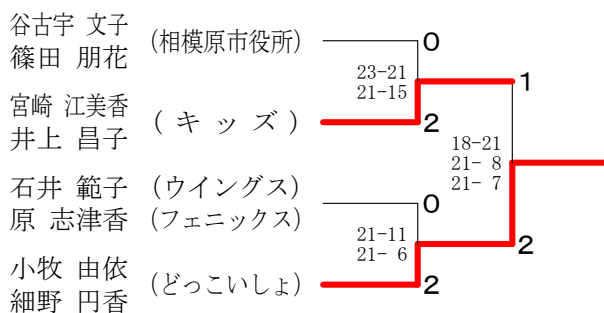 谷古宇 文子
篠田 朋花
(相模原市役所)
0
23-21
21-15
1
宮崎 江美香
井上 昌子
(キッズ)
2
18-21
21- 8
21- 7
石井 範子
(ウイングス)
原 志津香
(フェニックス)
0
21-11
21- 6
2
小牧 由依
細野 円香
(どっこいしょ)
2